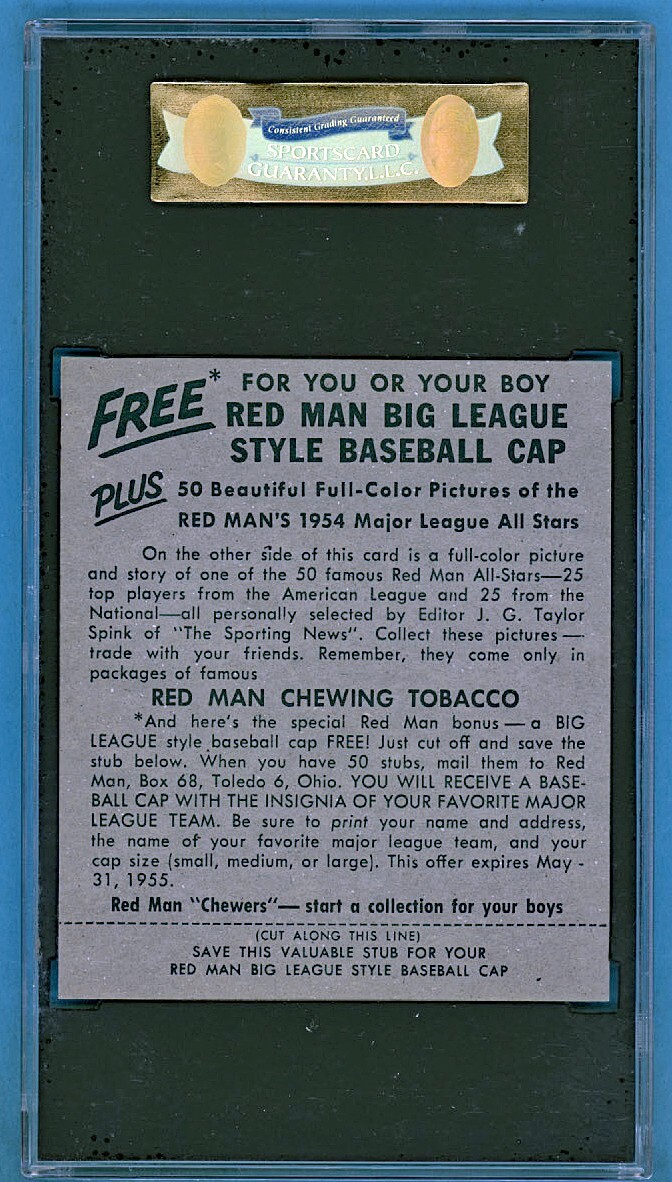 Consistent Grading Guaranteed
SPORTSCARD
GUARANTY,L.L.C.
FREE* FOR YOU OR YOUR BOY
RED MAN BIG LEAGUE
STYLE BASEBALL CAP
PLUS 50 Beautiful Full-Color Pictures of the
RED MAN'S 1954 Major League All Stars
On the other side of this card is a full-color picture
and story of one of the 50 famous Red Man All-Stars—25
top players from the American League and 25 from the
National—all personally selected by Editor J. G. Taylor
Spink of "The Sporting News". Collect these pictures—
trade with your friends. Remember, they come only in
packages of famous
RED MAN CHEWING TOBACCO
*And here's the special Red Man bonus—a BIG
LEAGUE style baseball cap FREE! Just cut off and save the
stub below. When you have 50 stubs, mail them to Red
Man, Box 68, Toledo 6, Ohio. YOU WILL RECEIVE A BASE-
BALL CAP WITH THE INSIGNIA OF YOUR FAVORITE MAJOR
LEAGUE TEAM. Be sure to print your name and address,
the name of your favorite major league team, and your
cap size (small, medium, or large). This offer expires May -
31, 1955.
Red Man "Chewers"— start a collection for your boys
(CUT ALONG THIS LINE)
SAVE THIS VALUABLE STUB FOR YOUR
RED MAN BIG LEAGUE STYLE BASEBALL CAP